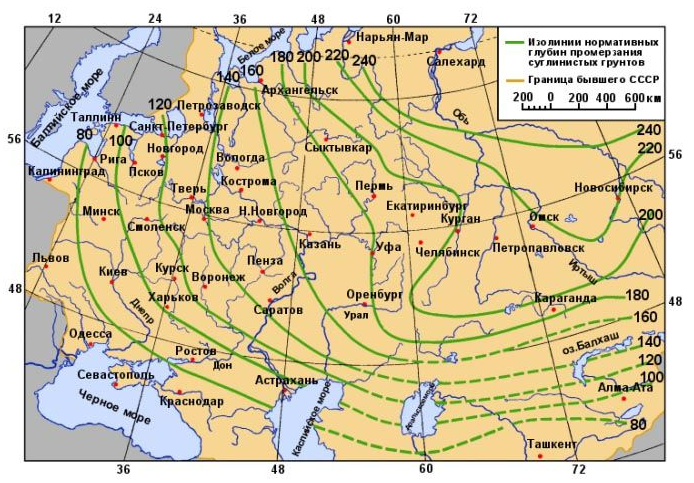 12 24 36 48 60 72
Нарьян-Мар
Белое море
180 200 220
240
Салехард
Изолинии нормативных
глубин промерзания
суглинистых грунтов
Граница бывшего СССР
200 0 200 400 600 км
Балтийское море
140 160
Архангельск
120
Петрозаводск
Обь
Таллинн
80
100
Санкт-Петербург
240
56
Рига
Новгород
220
56
Калининград
Псков
Вологда
Сыктывкар
Тверь
Кострома
Пермь
Новосибирск
Минск
Москва
Н.Новгород
Екатиринбург
Омск
200
Смоленск
Курган
Казань
Уфа
Челябинск
Петропавловск
Львов
Киев
Курск
Воронеж
Пенза
Иртыш
48
Харьков
Волга
Саратов
Оренбург
Караганда
180
48
Днепр
Урал
160
Одесса
Ростов
Дон
оз.Балхаш
140
120
Севастополь
Астрахань
100
Алма-Ата
Черное море
Краснодар
Каспийское море
80
Ташкент
36 48 60 72